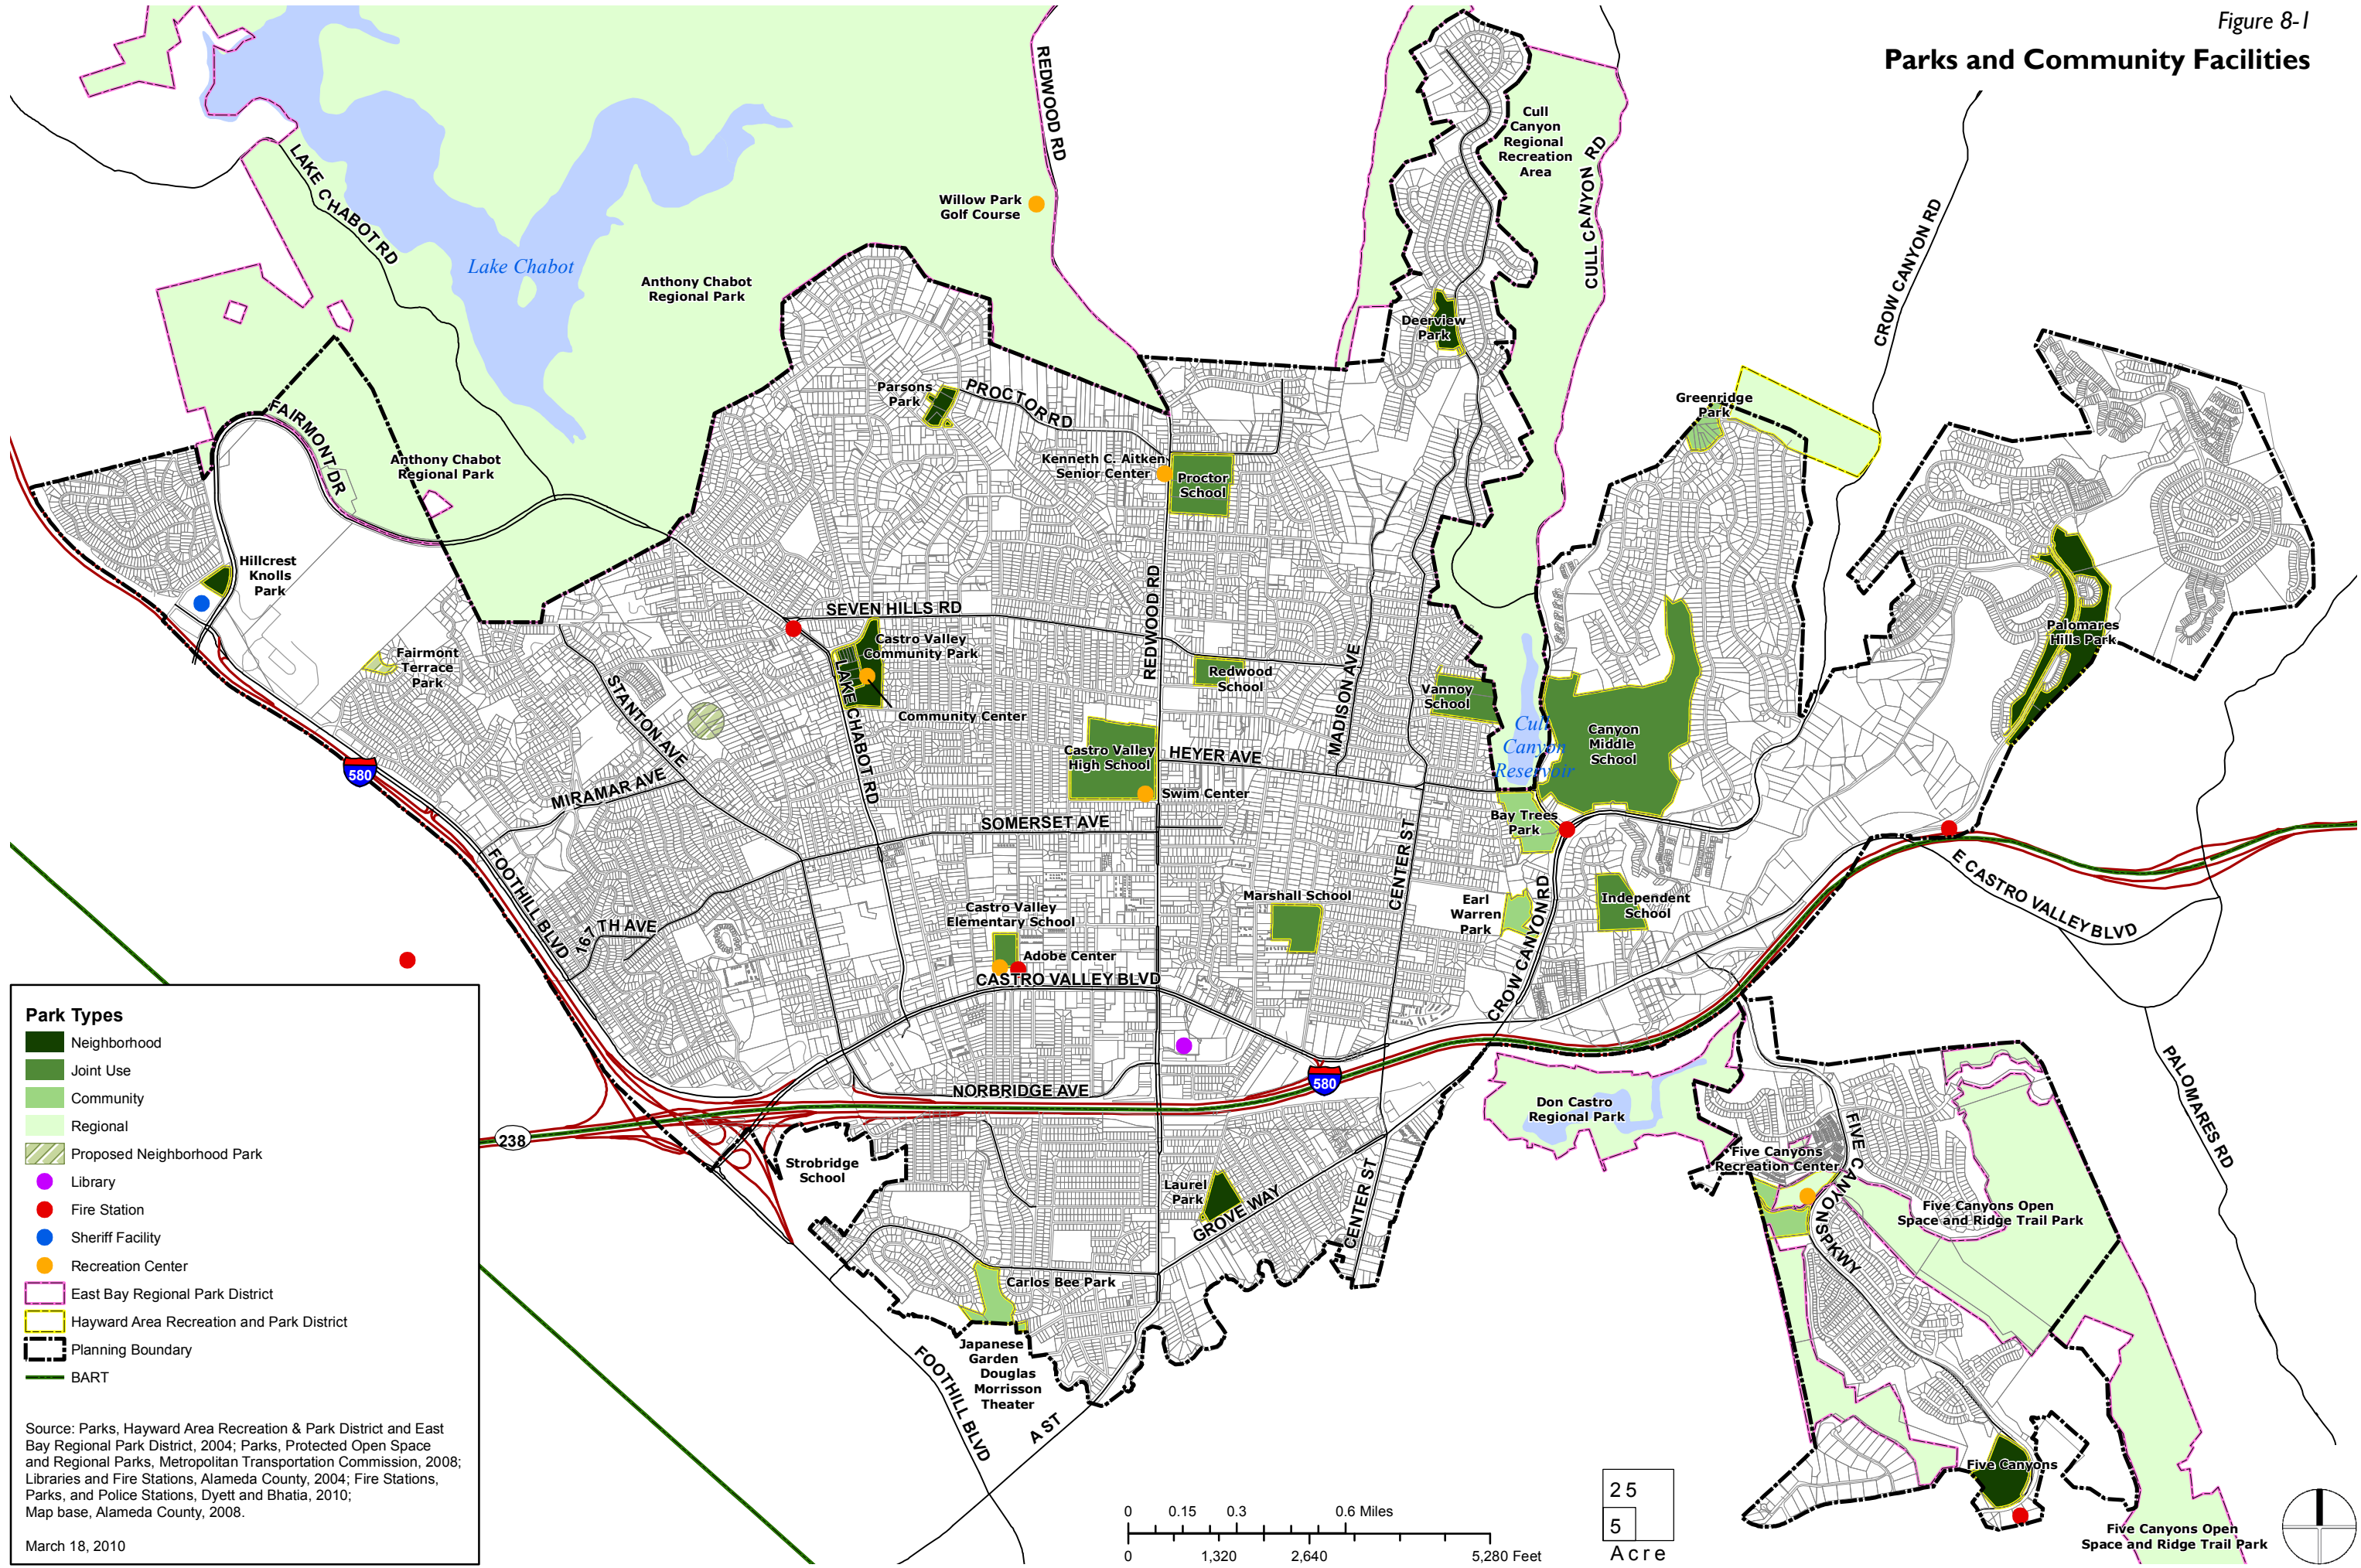 Figure 8-1
Parks and Community Facilities
REDWOOD RD
Cull
Canyon
Regional
Recreation
Area
CULL CANYON RD
LAKE CHABOT RD
Willow Park
Golf Course
CROW CANYON RD
Lake Chabot
Anthony Chabot
Regional Park
Deerview
Park
Parsons
Park
PROCTOR RD
Greenridge
Park
FAIRMONT DR
Anthony Chabot
Regional Park
Kenneth C. Aitken
Senior Center
Proctor
School
Hillcrest
Knolls
Park
SEVEN HILLS RD
REDWOOD RD
Castro Valley
Community Park
Fairmont
Terrace
Park
Palomares
Hills Park
STANTON AVE
LAKE CHABOT RD
Redwood
School
MADISON AVE
Vannoy
School
Community Center
Cull
Canyon
Reservoir
Canyon
Middle
School
Castro Valley
High School
HEYER AVE
580
MIRAMAR AVE
Swim Center
SOMERSET AVE
Bay Trees
Park
FOOTHILL BLVD
CENTER ST
E CASTRO VALLEY BLVD
Marshall School
Castro Valley
Elementary School
Earl
Warren
Park
CROW CANYON RD
Independent
School
167 TH AVE
Adobe Center
CASTRO VALLEY BLVD
580
NORBRIDGE AVE
Don Castro
Regional Park
238
PALOMARES RD
FIVE CANYONS PKWY
Five Canyons
Recreation Center
Strobridge
School
Laurel
Park
GROVE WAY
CENTER ST
Five Canyons Open
Space and Ridge Trail Park
Carlos Bee Park
Japanese
Garden
Douglas
Morrisson
Theater
FOOTHILL BLVD
A ST
Five Canyons
Five Canyons Open
Space and Ridge Trail Park
Park Types
Neighborhood
Joint Use
Community
Regional
Proposed Neighborhood Park
Library
Fire Station
Sheriff Facility
Recreation Center
East Bay Regional Park District
Hayward Area Recreation and Park District
Planning Boundary
BART
Source: Parks, Hayward Area Recreation & Park District and East
Bay Regional Park District, 2004; Parks, Protected Open Space
and Regional Parks, Metropolitan Transportation Commission, 2008;
Libraries and Fire Stations, Alameda County, 2004; Fire Stations,
Parks, and Police Stations, Dyett and Bhatia, 2010;
Map base, Alameda County, 2008.
March 18, 2010
0 0.15 0.3 0.6 Miles
0 1,320 2,640 5,280 Feet
25
5
Acre